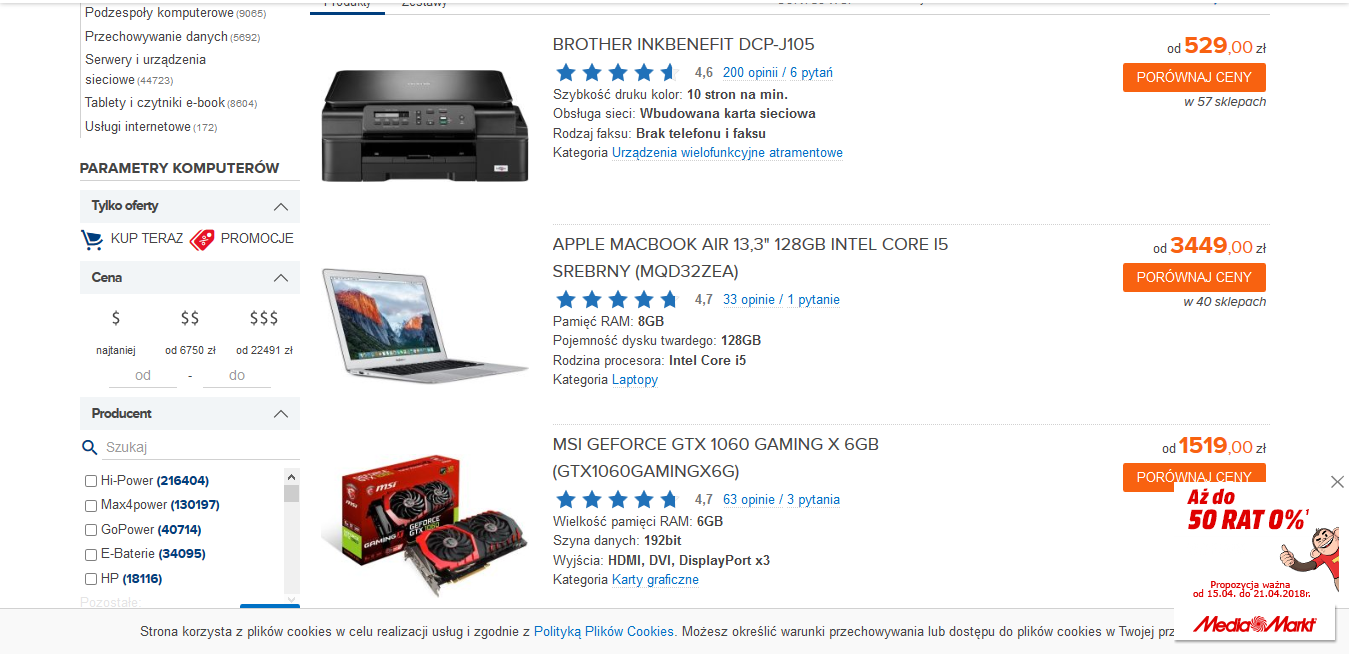 Podzespoły komputerowe (9065)
Przechowywanie danych (5692)
Serwery i urządzenia
sieciowe (44723)
Tablety i czytniki e-book (8604)
Usługi internetowe (172)
PARAMETRY KOMPUTERÓW
Tylko oferty
KUP TERAZ PROMOCJE
Cena
$ $$ $$$
najtaniej od 6750 zł od 22491 zł
od - do
Producent
Szukaj
Hi-Power (216404)
Max4power (130197)
GoPower (40714)
E-Baterie (34095)
HP (18116)
Pozostałe:
Produkty Zestawy
BROTHER INKBENEFIT DCP-J105
4,6 200 opinii / 6 pytań
Szybkość druku kolor: 10 stron na min.
Obsługa sieci: Wbudowana karta sieciowa
Rodzaj faksu: Brak telefonu i faksu
Kategoria Urządzenia wielofunkcyjne atramentowe
od 529,00 zł
PORÓWNAJ CENY
w 57 sklepach
APPLE MACBOOK AIR 13,3" 128GB INTEL CORE I5
SREBRNY (MQD32ZEA)
4,7 33 opinie / 1 pytanie
Pamięć RAM: 8GB
Pojemność dysku twardego: 128GB
Rodzina procesora: Intel Core i5
Kategoria Laptopy
od 3449,00 zł
PORÓWNAJ CENY
w 40 sklepach
msi
GEFORCE
GTX 1060
GAMING X
MSI GEFORCE GTX 1060 GAMING X 6GB
(GTX1060GAMINGX6G)
4,7 63 opinie / 3 pytania
Wielkość pamięci RAM: 6GB
Szyna danych: 192bit
Wyjścia: HDMI, DVI, DisplayPort x3
Kategoria Karty graficzne
od 1519,00 zł
PORÓWNAJ CENY
Aż do
50 RAT 0%¹
Propozycja ważna
od 15.04. do 21.04.2018r.
Media Markt
Strona korzysta z plików cookies w celu realizacji usług i zgodnie z Polityką Plików Cookies. Możesz określić warunki przechowywania lub dostępu do plików cookies w Twojej prz